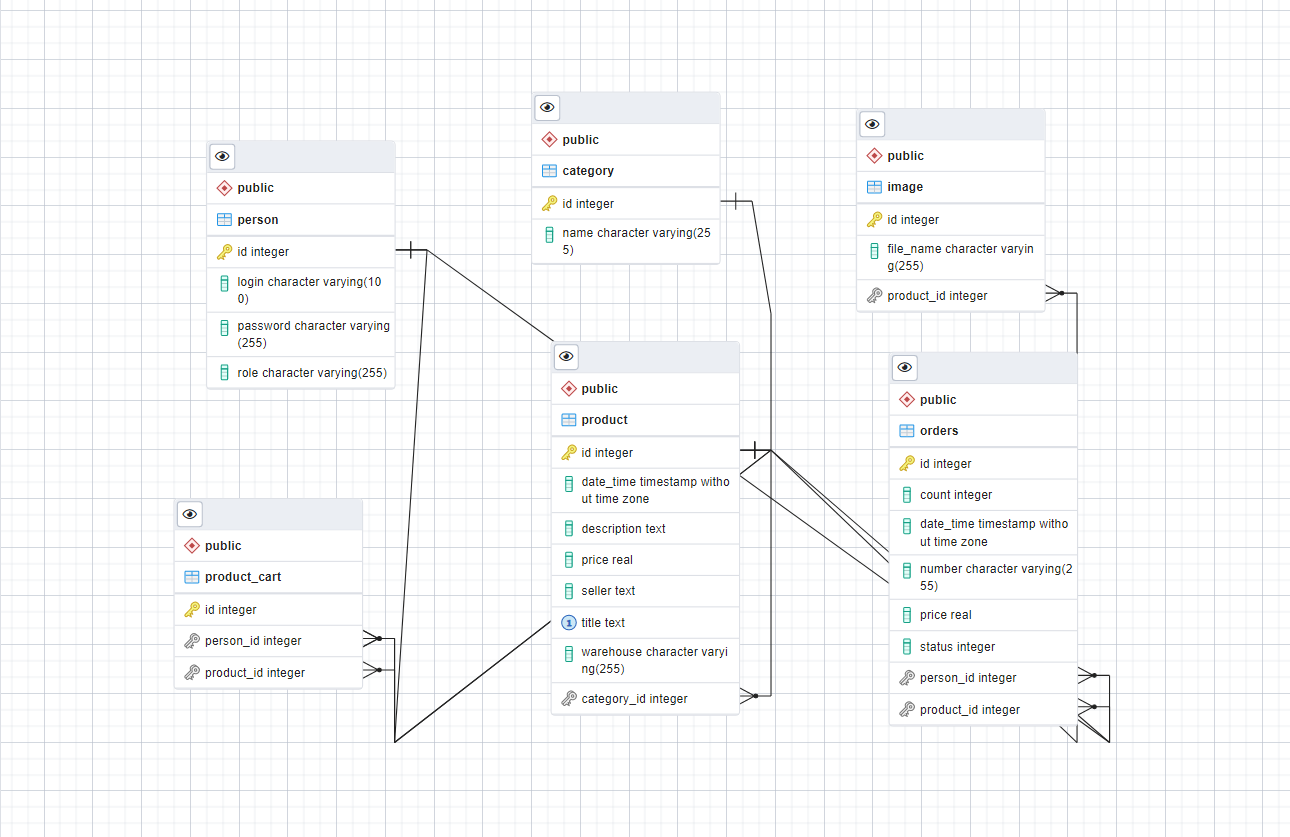 public
person
id integer
login character varying(10
0)
password character varying
(255)
role character varying(255)
public
category
id integer
name character varying(25
5)
public
image
id integer
file_name character varyin
g(255)
product_id integer
public
product_cart
id integer
person_id integer
product_id integer
public
product
id integer
date_time timestamp witho
ut time zone
description text
price real
seller text
1 title text
warehouse character varyi
ng(255)
category_id integer
public
orders
id integer
count integer
date_time timestamp witho
ut time zone
number character varying(2
55)
price real
status integer
person_id integer
product_id integer